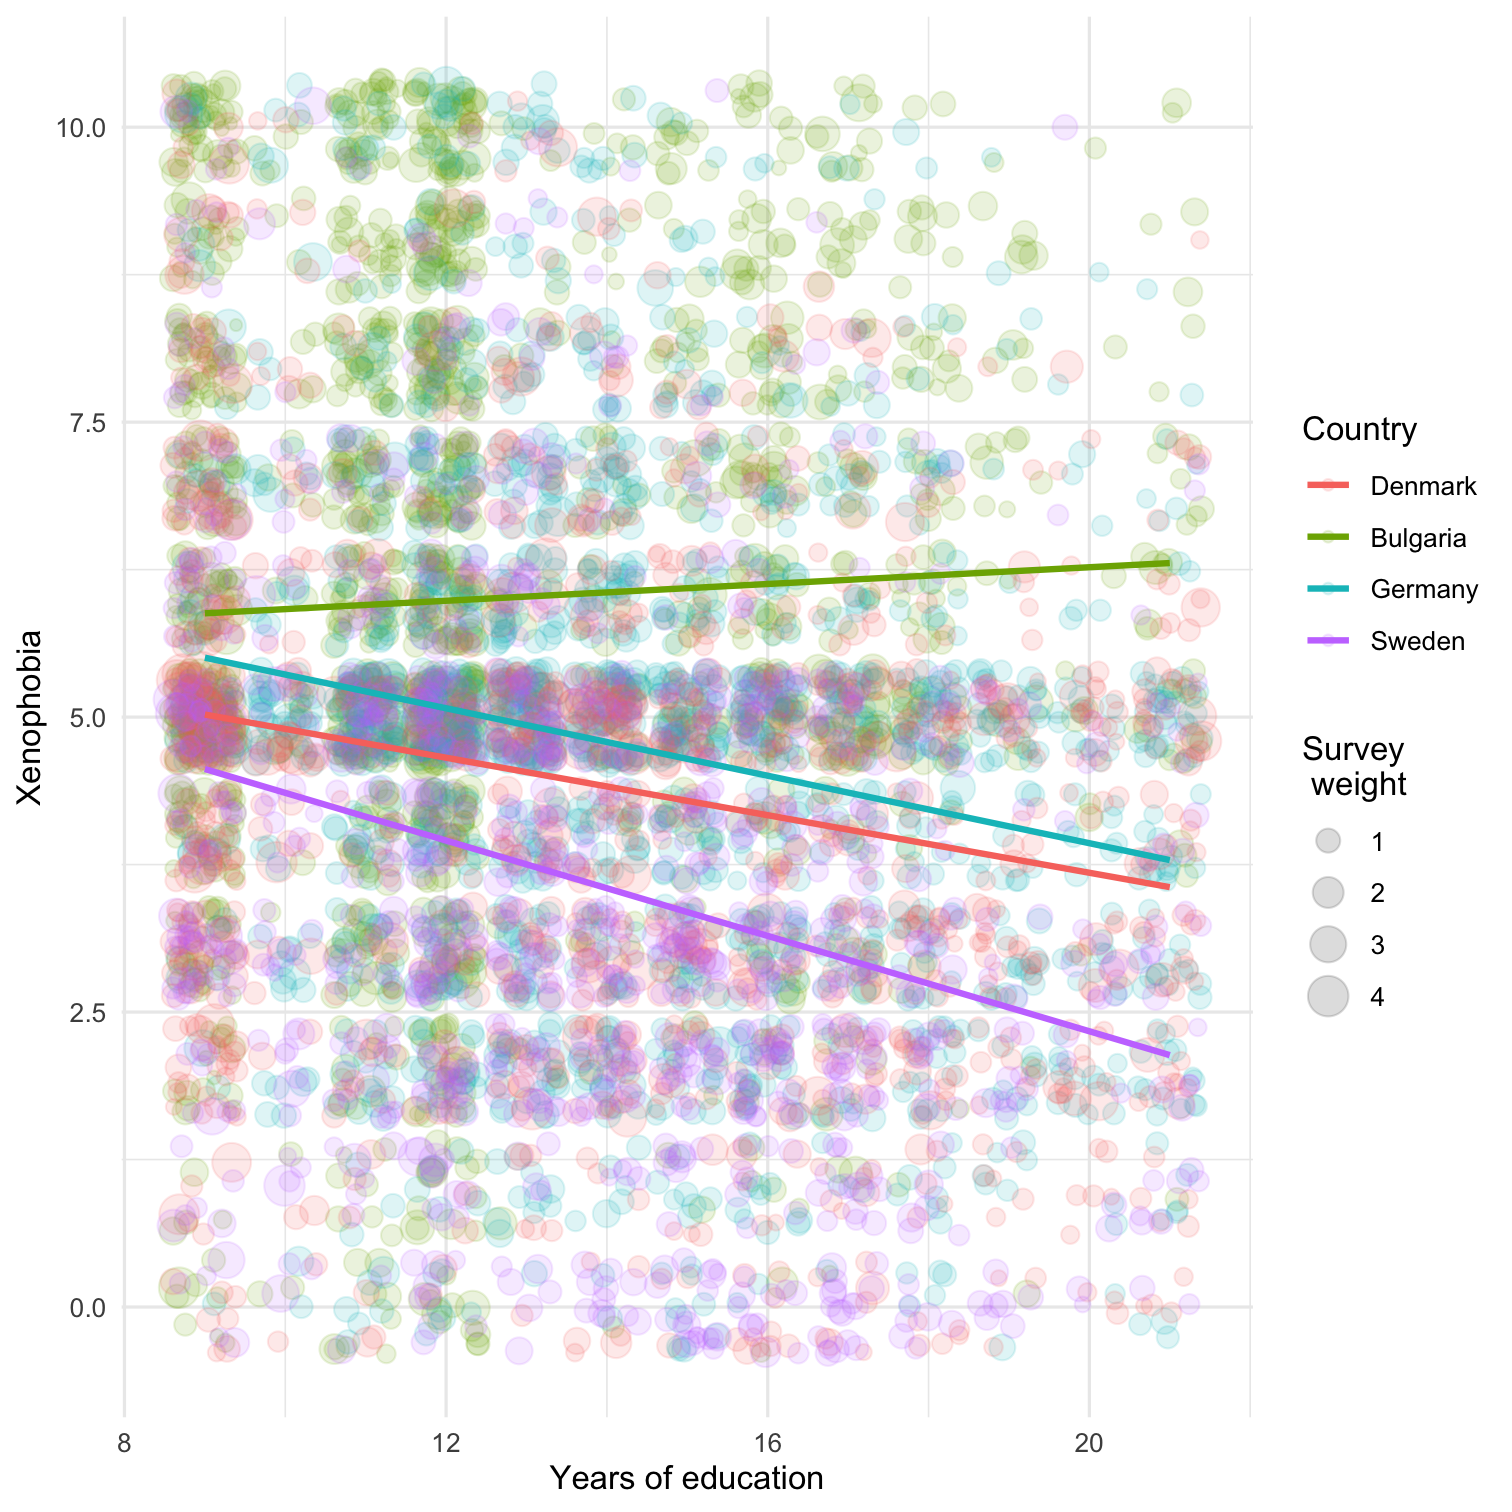 10.0
7.5
5.0
2.5
0.0
Xenophobia
8
12
16
20
Years of education
Country
Denmark
Bulgaria
Germany
Sweden
Survey
weight
1
2
3
4